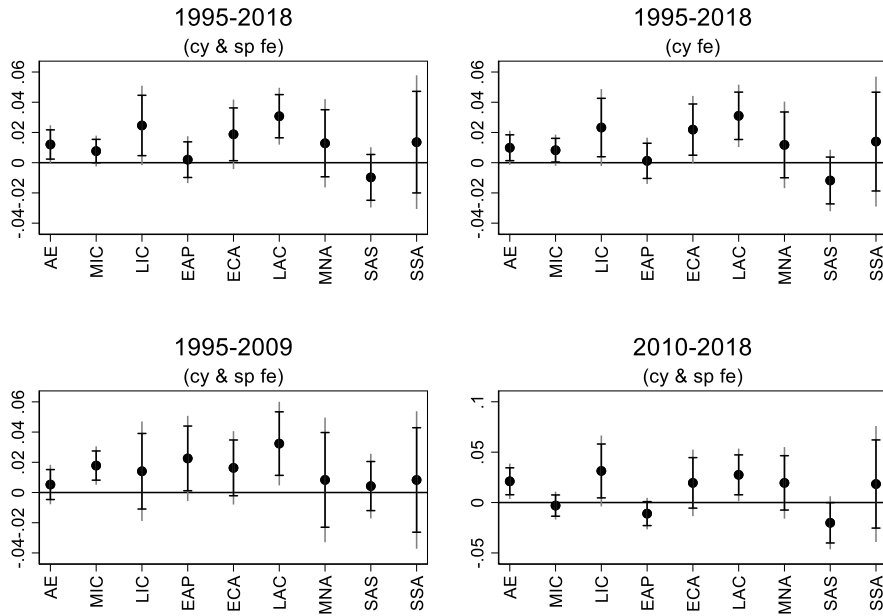 1995-2018
(cy & sp fe)
.06
.04
.02
0
-.02
-.04
AE
MIC
LIC
EAP
ECA
LAC
MNA
SAS
SSA
1995-2018
(cy fe)
.06
.04
.02
0
-.02
-.04
AE
MIC
LIC
EAP
ECA
LAC
MNA
SAS
SSA
1995-2009
(cy & sp fe)
.06
.04
.02
0
-.02
-.04
AE
MIC
LIC
EAP
ECA
LAC
MNA
SAS
SSA
2010-2018
(cy & sp fe)
.1
.05
0
-.05
AE
MIC
LIC
EAP
ECA
LAC
MNA
SAS
SSA